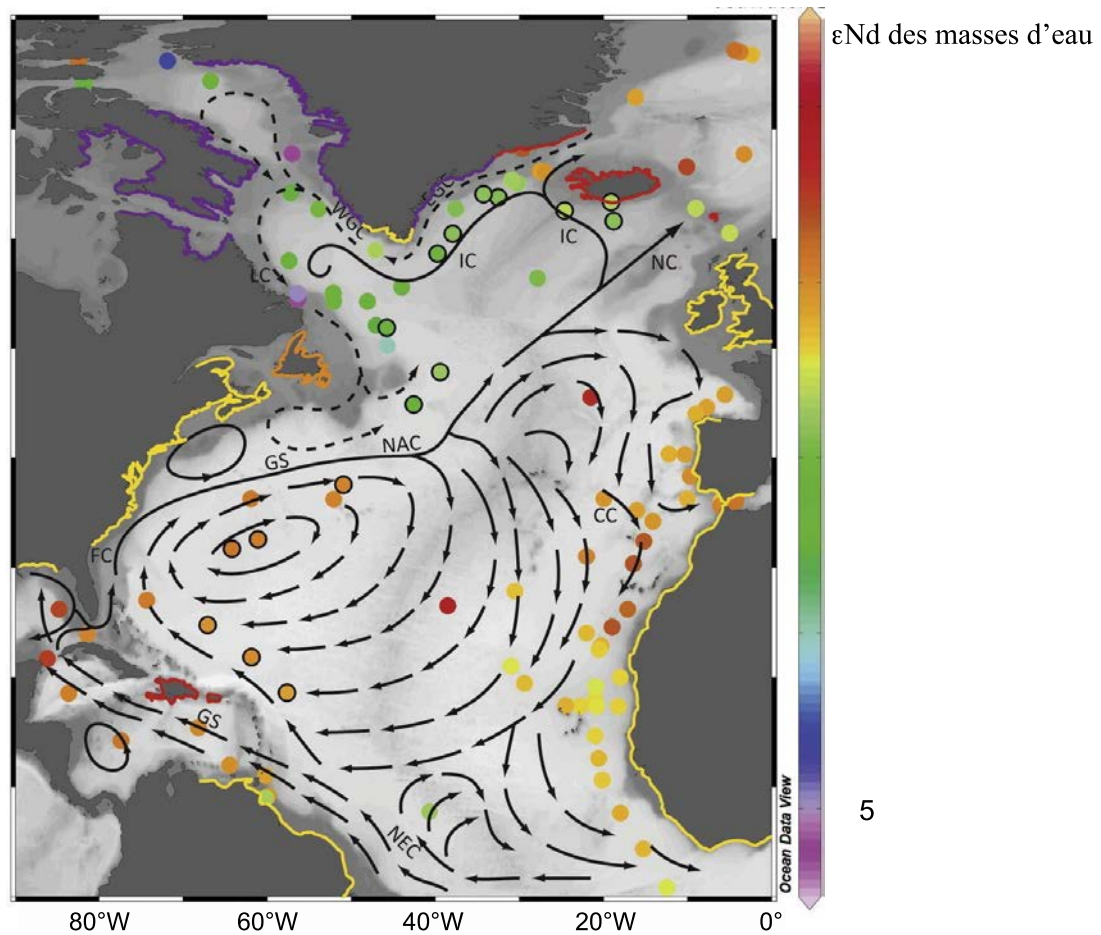 εNd des masses d’eau
WGC
EGC
IC
IC
LC
NC
NAC
GS
CC
FC
GS
NEC
5
Ocean Data View
80°W
60°W
40°W
20°W
0°